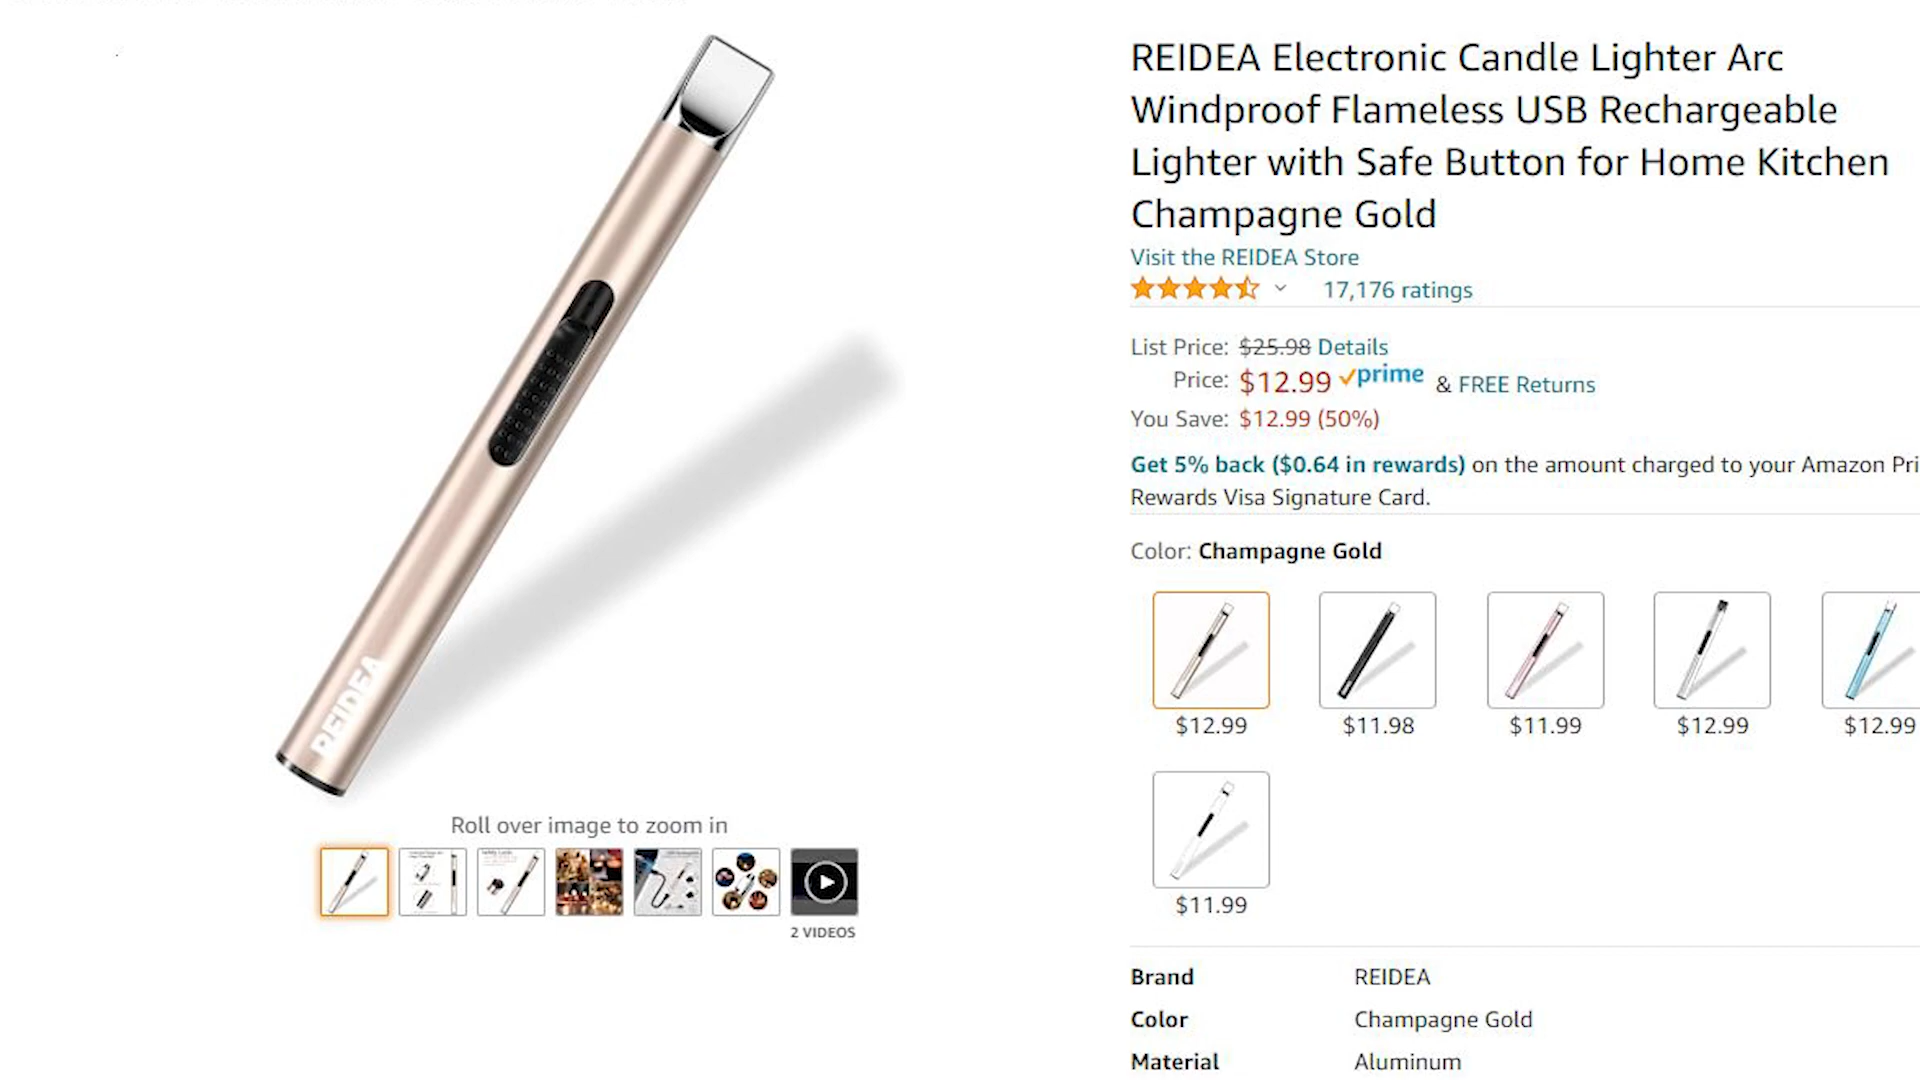 REIDEA Electronic Candle Lighter Arc
Windproof Flameless USB Rechargeable
Lighter with Safe Button for Home Kitchen
Champagne Gold
Visit the REIDEA Store
17,176 ratings
List Price: $25.98 Details
Price: $12.99 prime & FREE Returns
You Save: $12.99 (50%)
Get 5% back ($0.64 in rewards) on the amount charged to your Amazon Pri
Rewards Visa Signature Card.
Color: Champagne Gold
$12.99 $11.98 $11.99 $12.99 $12.99
$11.99
Brand REIDEA
Color Champagne Gold
Material Aluminum
REIDEA
Roll over image to zoom in
2 VIDEOS